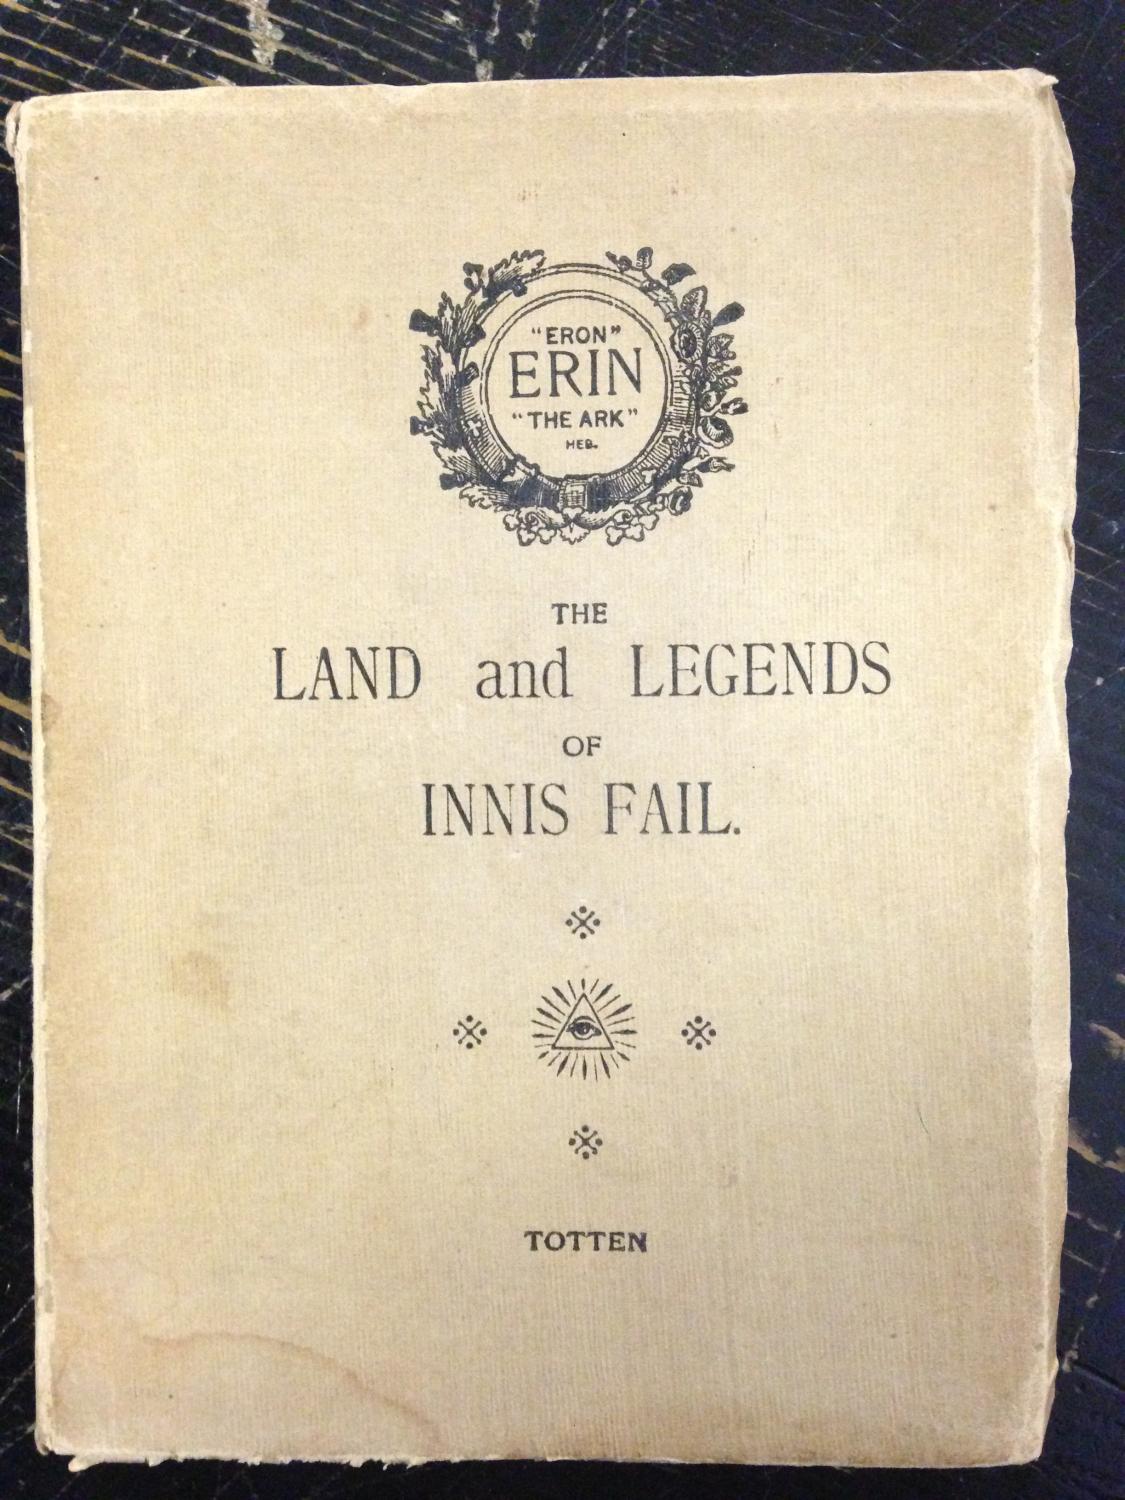 "ERON"
ERIN
"THE ARK"
HEB.
THE
LAND and LEGENDS
OF
INNIS FAIL.
TOTTEN